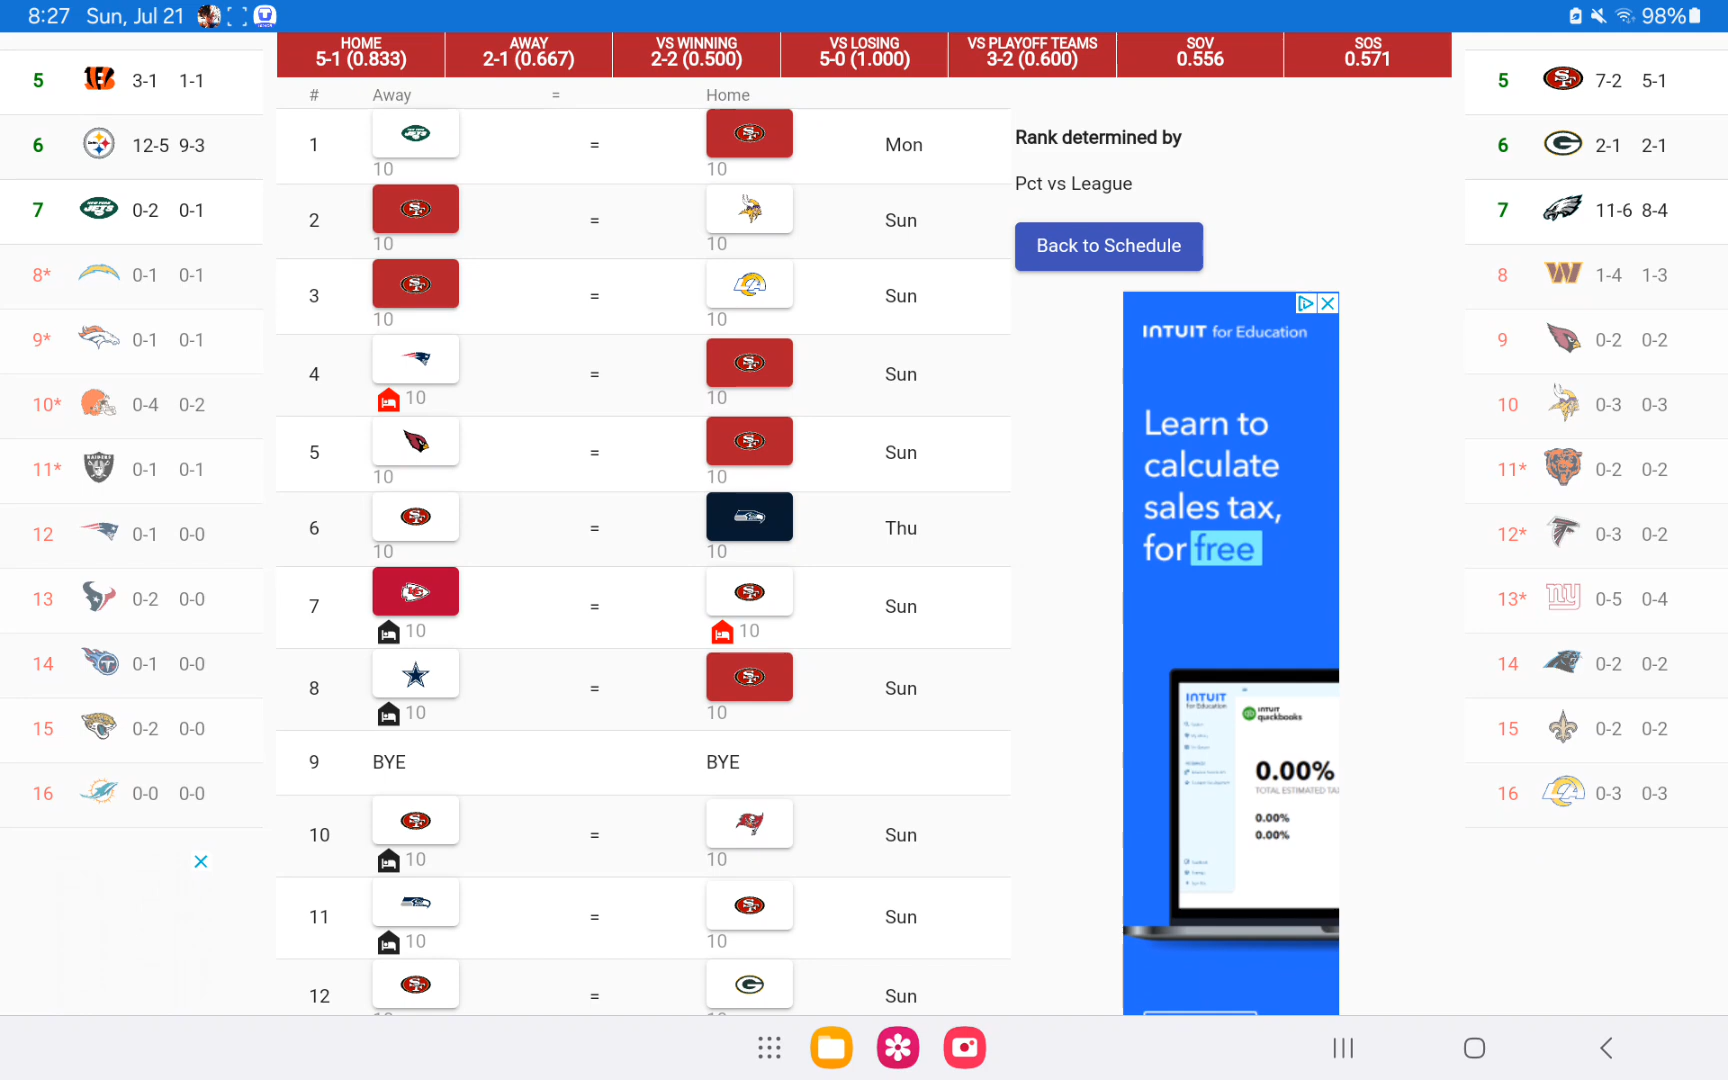 8:27 Sun, Jul 21 98%
HOME AWAY VS WINNING VS LOSING VS PLAYOFF TEAMS SOV SOS
5-1 (0.833) 2-1 (0.667) 2-2 (0.500) 5-0 (1.000) 3-2 (0.600) 0.556 0.571
5 3-1 1-1
6 12-5 9-3
7 0-2 0-1
8* 0-1 0-1
9* 0-1 0-1
10* 0-4 0-2
11* 0-1 0-1
12 0-1 0-0
13 0-2 0-0
14 0-1 0-0
15 0-2 0-0
16 0-0 0-0
# Away = Home
1 = Mon
10 10
2 = Sun
10 10
3 = Sun
10 10
4 = Sun
10 10
5 = Sun
10 10
6 = Thu
10 10
7 = Sun
10 10
8 = Sun
10 10
9 BYE BYE
10 = Sun
10 10
11 = Sun
10 10
12 = Sun
Rank determined by
Pct vs League
Back to Schedule
INTUIT for Education
Learn to
calculate
sales tax,
for free
INTUIT
for Education
INTUIT
quickbooks
0.00%
TOTAL ESTIMATED TA
0.00%
0.00%
5 7-2 5-1
6 2-1 2-1
7 11-6 8-4
8 1-4 1-3
9 0-2 0-2
10 0-3 0-3
11* 0-2 0-2
12* 0-3 0-2
13* 0-5 0-4
14 0-2 0-2
15 0-2 0-2
16 0-3 0-3